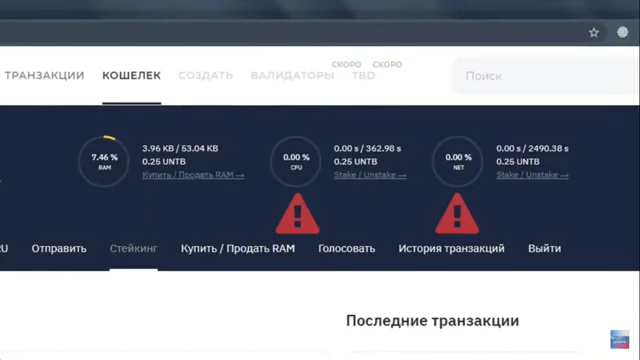 СКОРО СКОРО
ТРАНЗАКЦИИ КОШЕЛЕК СОЗДАТЬ ВАЛИДАТОРЫ TBD Поиск
7.46 %
RAM
3.96 KB / 53.04 KB
0.25 UNTB
Купить / Продать RAM →
0.00 %
CPU
0.00 s / 362.98 s
0.25 UNTB
Stake / Unstake →
0.00 %
NET
0.00 s / 2490.38 s
0.25 UNTB
Stake / Unstake →
RU Отправить Стейкинг Купить / Продать RAM Голосовать История транзакций Выйти
Последние транзакции